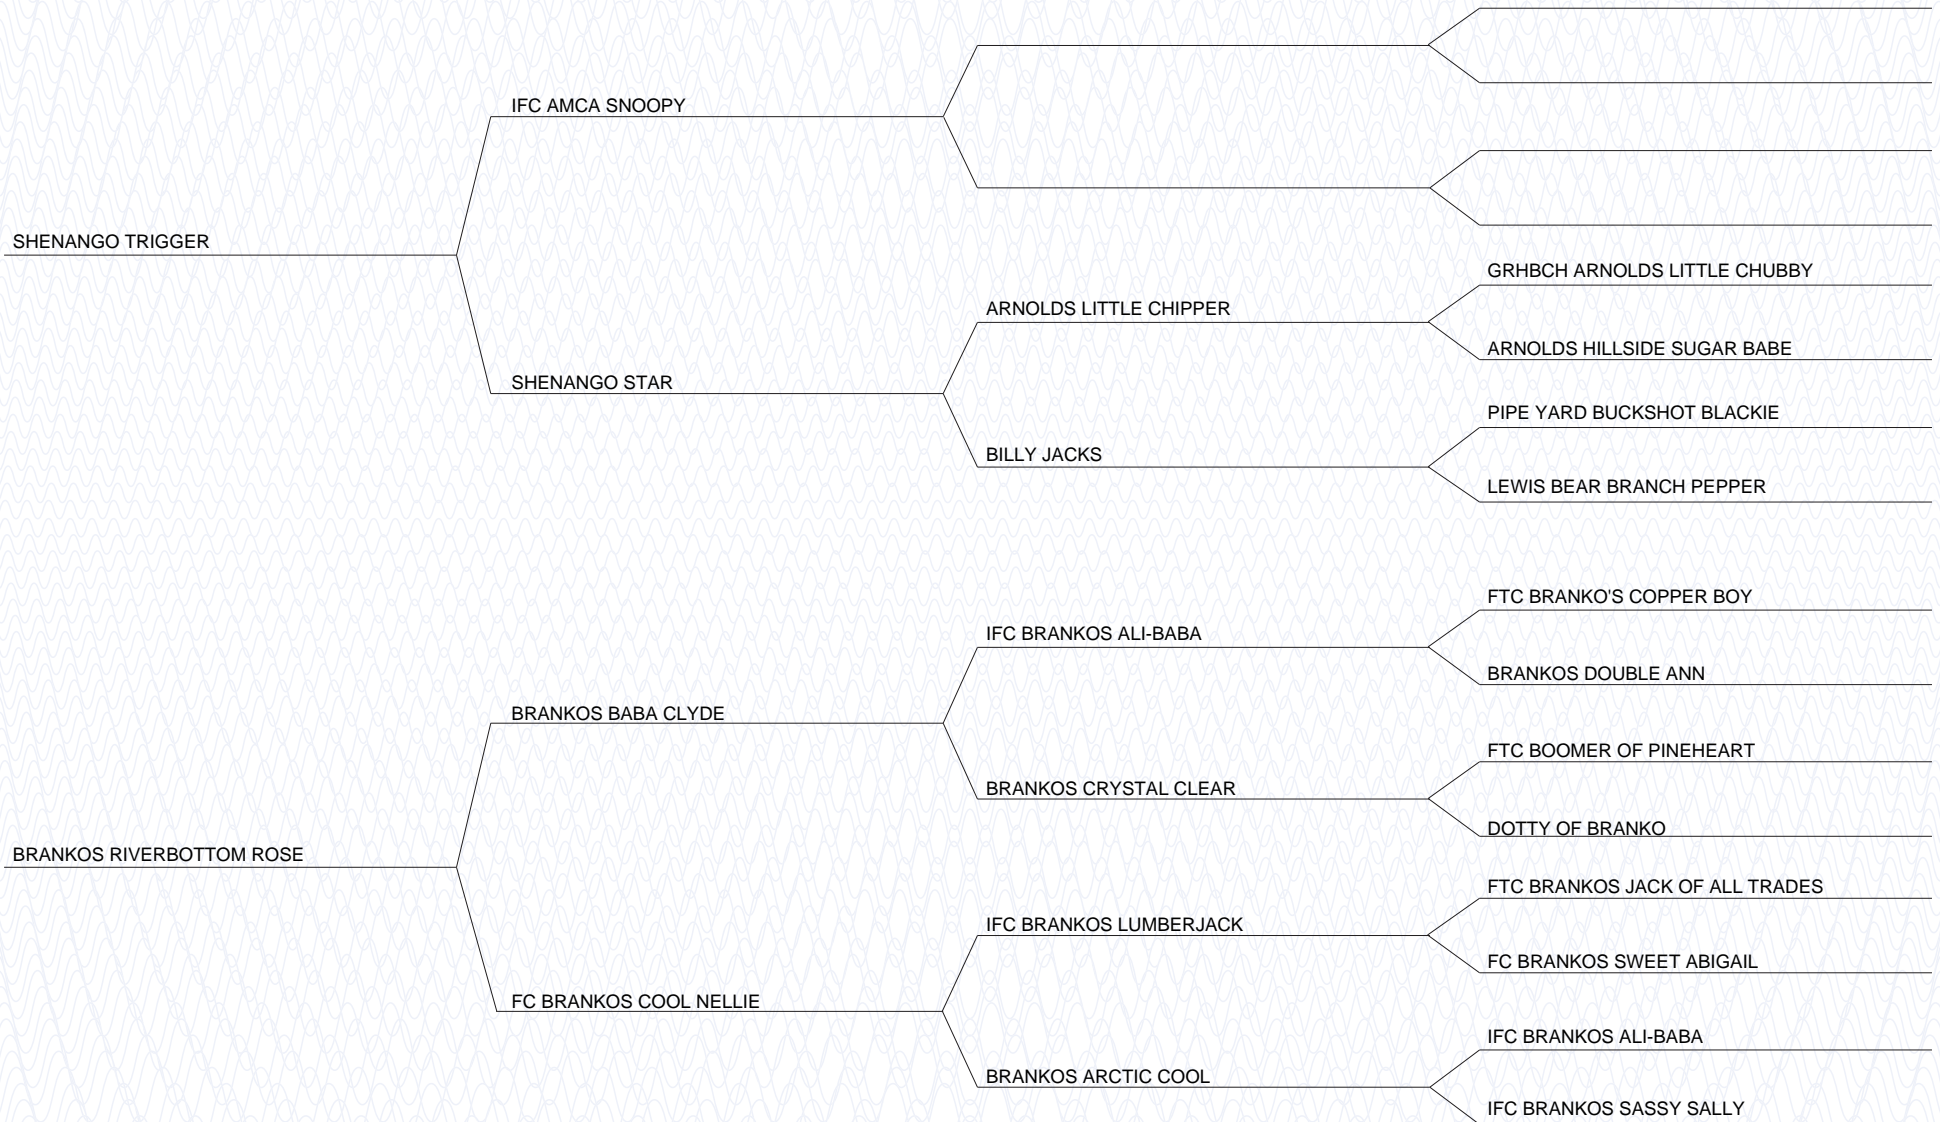 IFC AMCA SNOOPY
SHENANGO TRIGGER
GRHBCH ARNOLDS LITTLE CHUBBY
ARNOLDS LITTLE CHIPPER
ARNOLDS HILLSIDE SUGAR BABE
SHENANGO STAR
PIPE YARD BUCKSHOT BLACKIE
BILLY JACKS
LEWIS BEAR BRANCH PEPPER
FTC BRANKO'S COPPER BOY
IFC BRANKOS ALI-BABA
BRANKOS DOUBLE ANN
BRANKOS BABA CLYDE
FTC BOOMER OF PINEHEART
BRANKOS CRYSTAL CLEAR
DOTTY OF BRANKO
BRANKOS RIVERBOTTOM ROSE
FTC BRANKOS JACK OF ALL TRADES
IFC BRANKOS LUMBERJACK
FC BRANKOS SWEET ABIGAIL
FC BRANKOS COOL NELLIE
IFC BRANKOS ALI-BABA
BRANKOS ARCTIC COOL
IFC BRANKOS SASSY SALLY